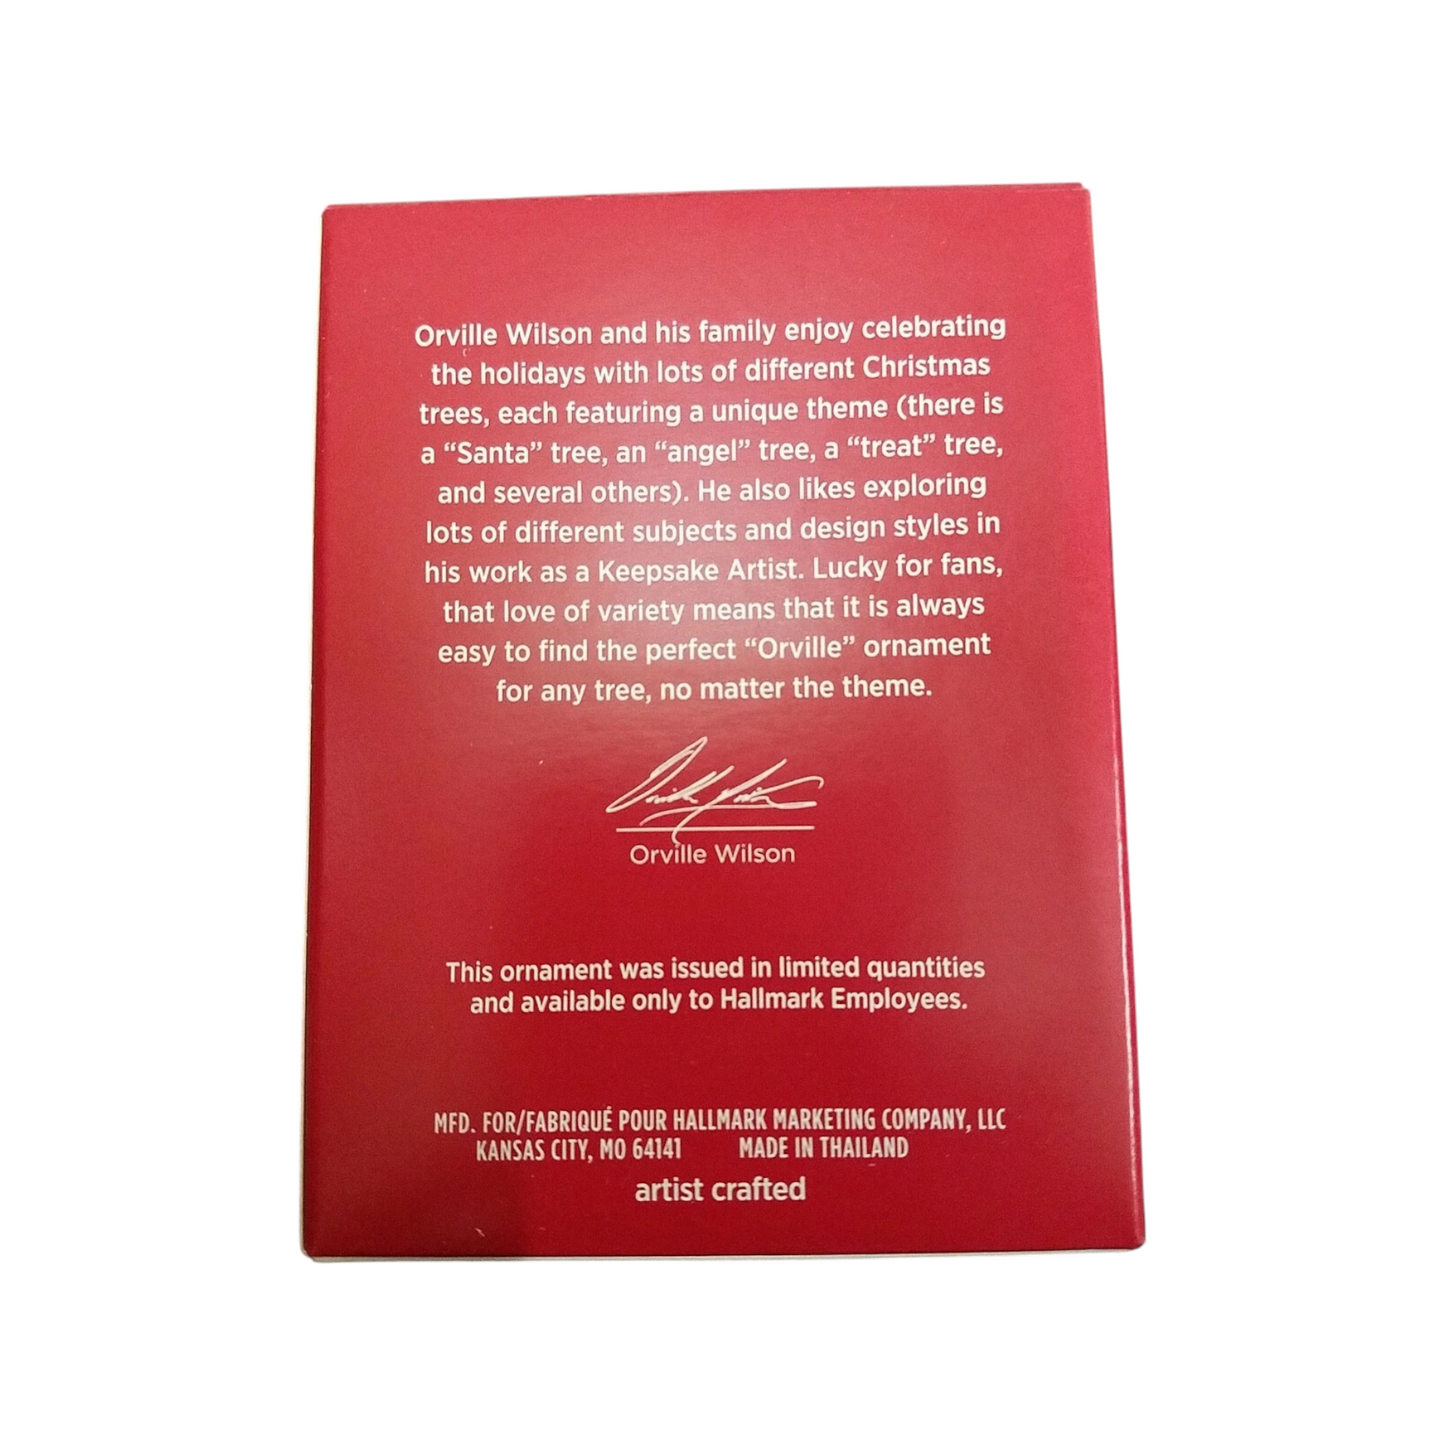 Orville Wilson and his family enjoy celebrating
the holidays with lots of different Christmas
trees, each featuring a unique theme (there is
a “Santa” tree, an “angel” tree, a “treat” tree,
and several others). He also likes exploring
lots of different subjects and design styles in
his work as a Keepsake Artist. Lucky for fans,
that love of variety means that it is always
easy to find the perfect “Orville” ornament
for any tree, no matter the theme.
Orville Wilson
Orville Wilson
This ornament was issued in limited quantities
and available only to Hallmark Employees.
MFD. FOR/FABRIQUÉ POUR HALLMARK MARKETING COMPANY, LLC
KANSAS CITY, MO 64141 MADE IN THAILAND
artist crafted